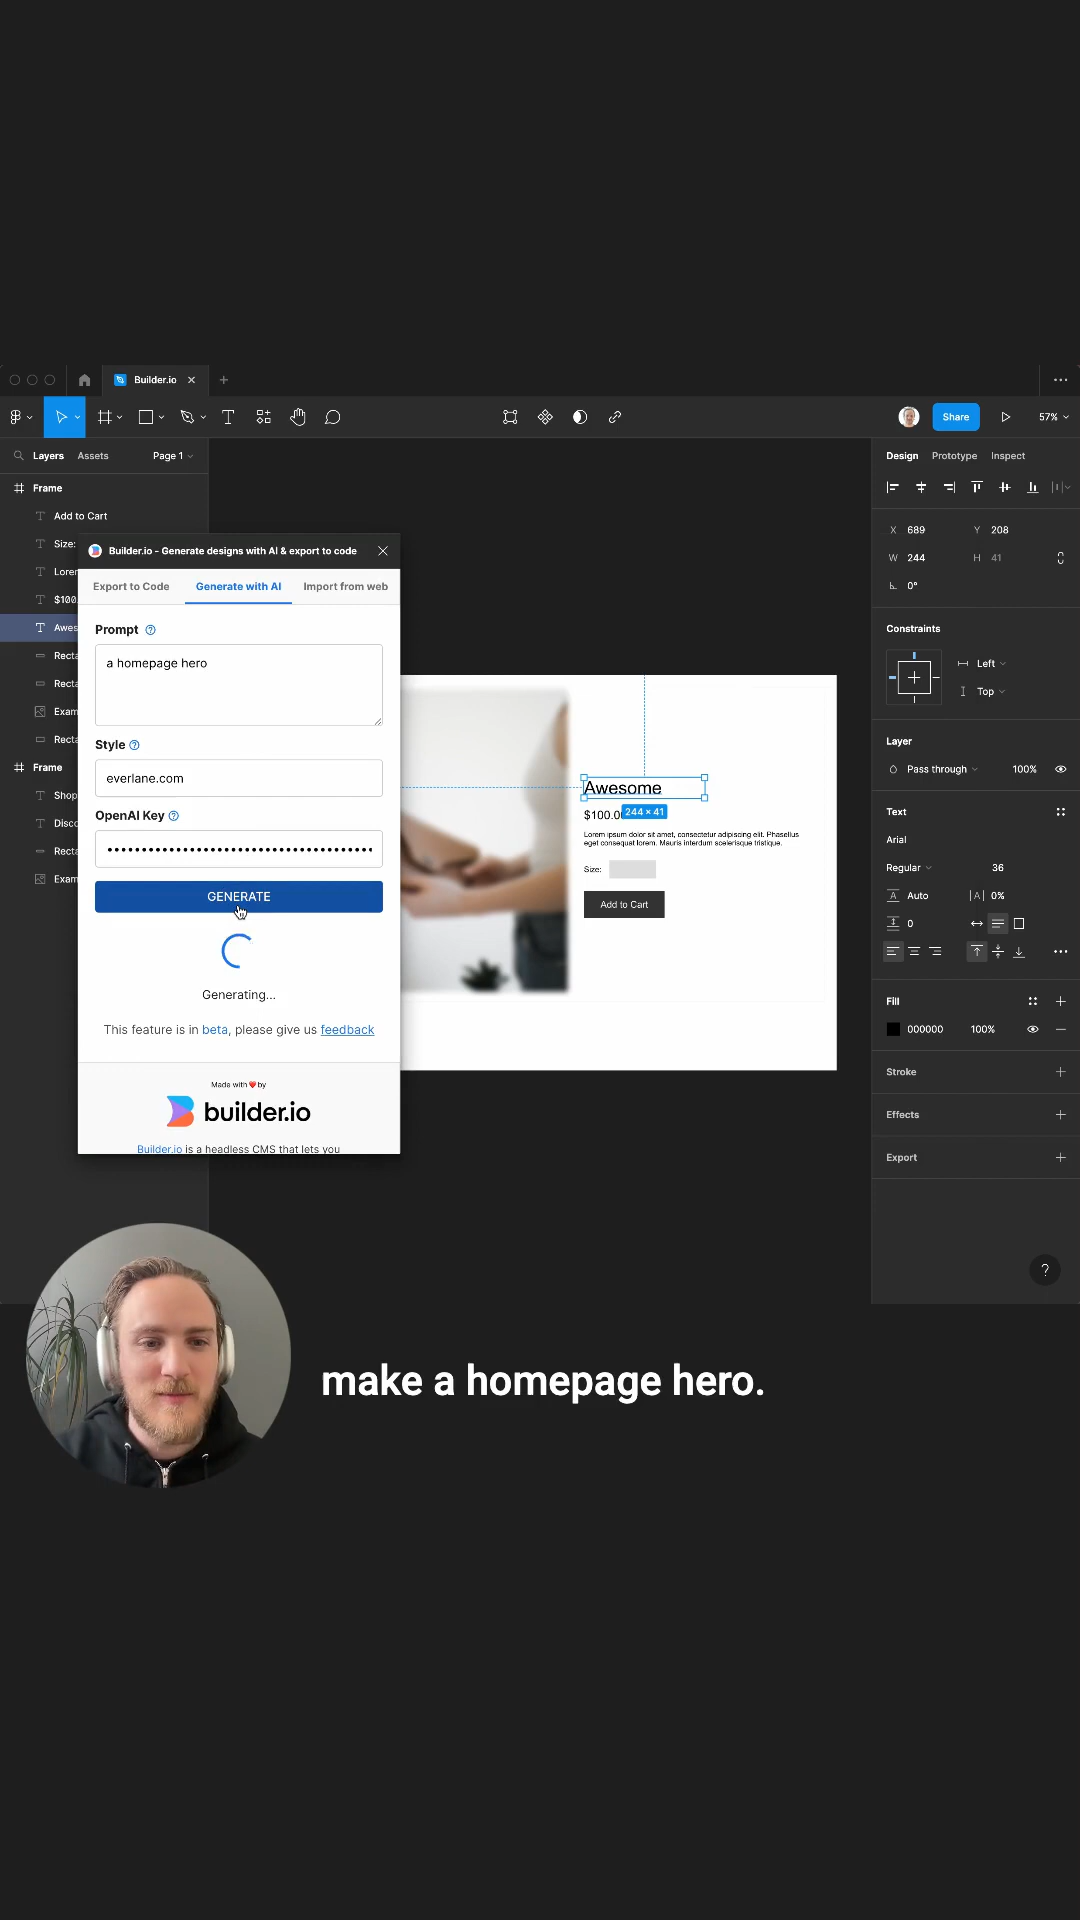 Builder.io
Share
57%
Layers Assets Page 1
Design Prototype Inspect
Frame
Add to Cart
Size:
Lorer
$100.
Awes
Recta
Recta
Exam
Recta
Frame
Shop
Disco
Recta
Exam
Builder.io - Generate designs with AI & export to code
Export to Code Generate with AI Import from web
Prompt
a homepage hero
Style
everlane.com
OpenAI Key
GENERATE
Generating...
This feature is in beta, please give us feedback
Made with ❤️ by
builder.io
Builder.io is a headless CMS that lets you
Awesome
244 × 41
$100.0
Lorem ipsum dolor sit amet, consectetur adipiscing elit. Phasellus
eget consequat lorem. Mauris interdum scelerisque tristique.
Size:
Add to Cart
X 689 Y 208
W 244 H 41
0°
Constraints
Left
Top
Layer
Pass through 100%
Text
Arial
Regular 36
Auto 0%
0
Fill
000000 100%
Stroke
Effects
Export
?
make a homepage hero.